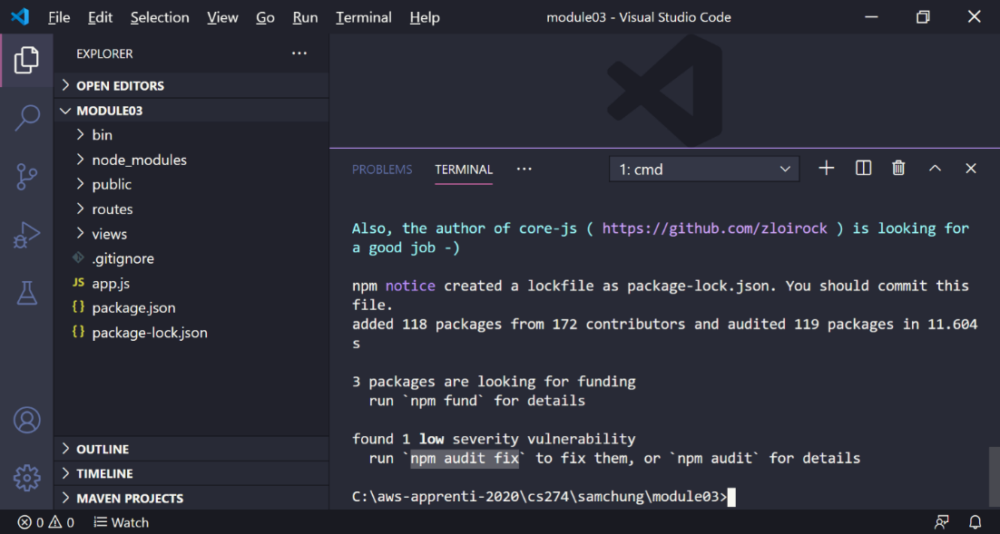 File Edit Selection View Go Run Terminal Help module03 - Visual Studio Code
EXPLORER
OPEN EDITORS
MODULE03
bin
node_modules
public
routes
views
.gitignore
JS app.js
{} package.json
{} package-lock.json
OUTLINE
TIMELINE
MAVEN PROJECTS
PROBLEMS TERMINAL ... 1: cmd
Also, the author of core-js ( https://github.com/zloirock ) is looking for
a good job -)
npm notice created a lockfile as package-lock.json. You should commit this
file.
added 118 packages from 172 contributors and audited 119 packages in 11.604
s
3 packages are looking for funding
run `npm fund` for details
found 1 low severity vulnerability
run `npm audit fix` to fix them, or `npm audit` for details
C:\aws-apprenti-2020\cs274\samchung\module03>
0 0 Watch